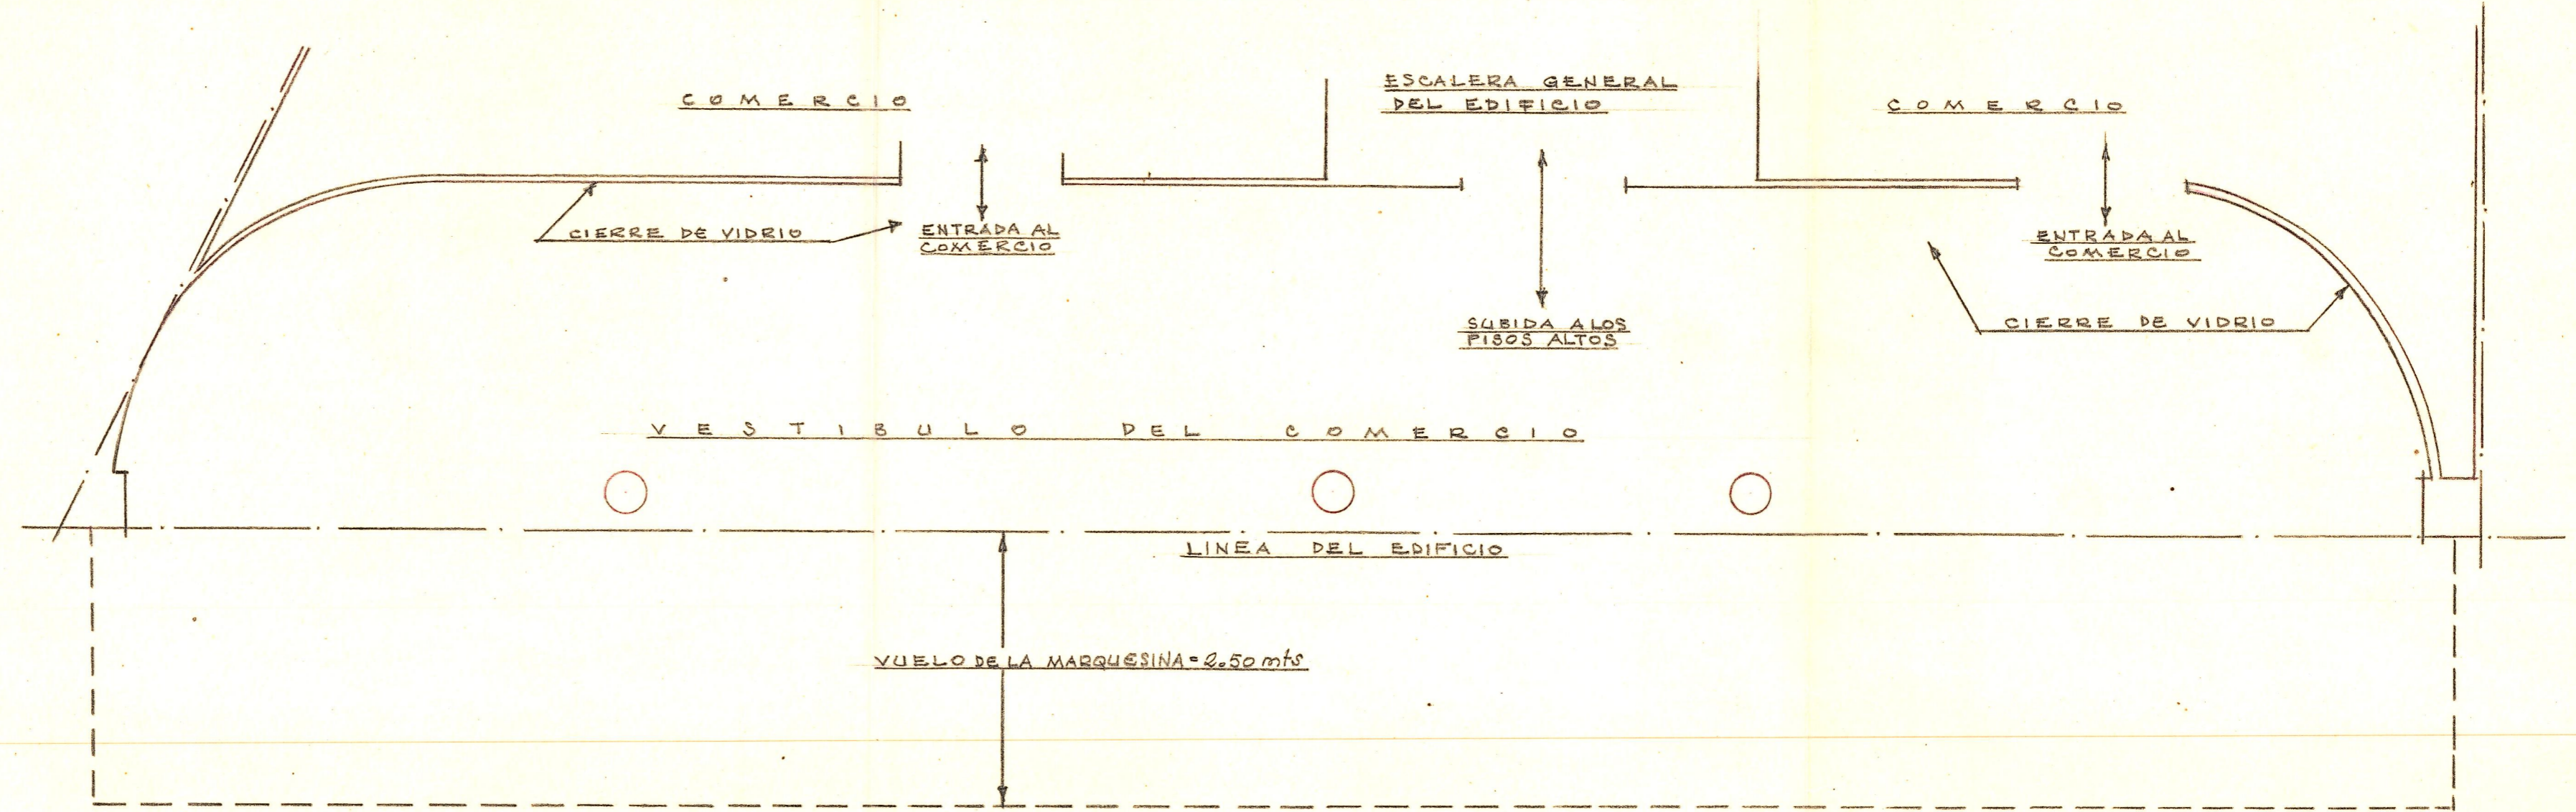 COMERCIO
ESCALERA GENERAL
DEL EDIFICIO
COMERCIO
CIERRE DE VIDRIO
ENTRADA AL
COMERCIO
ENTRADA AL
COMERCIO
SUBIDA A LOS
PISOS ALTOS
CIERRE DE VIDRIO
VESTIBULO DEL COMERCIO
LINEA DEL EDIFICIO
VUELO DE LA MARQUESINA = 2.50 mts